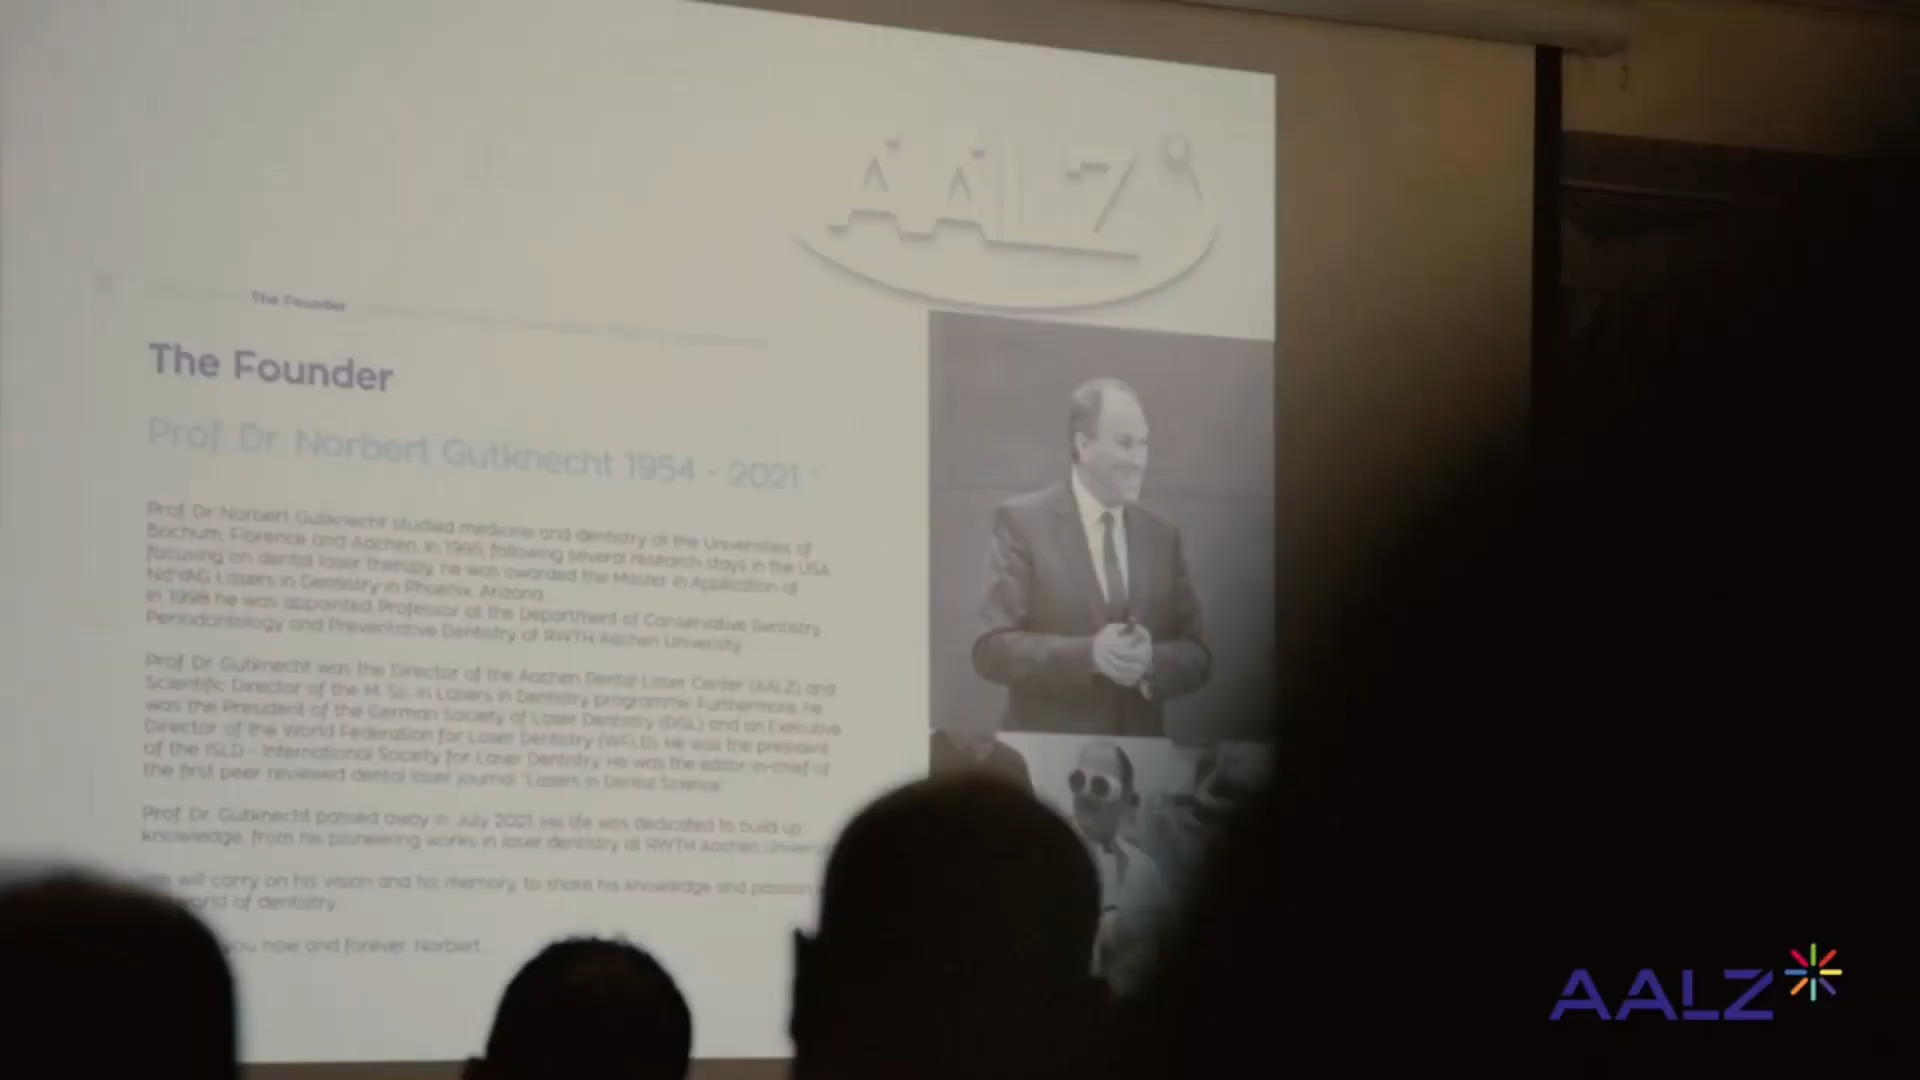 AALZ
The Founder
The Founder
Prof. Dr. Norbert Gutknecht 1954 - 2021 *
Prof. Dr. Norbert Gutknecht studied medicine and dentistry at the Universities of
Bochum, Florence and Aachen. In 1995, following several research stays in the USA
focusing on dental laser therapy, he was awarded the Master in Application of
Nd:YAG Lasers in Dentistry in Phoenix, Arizona.
In 1998 he was appointed Professor at the Department of Conservative Dentistry,
Periodontology and Preventative Dentistry at RWTH Aachen University.
Prof. Dr. Gutknecht was the Director of the Aachen Dental Laser Center (AALZ) and
Scientific Director of the M. Sc. in Lasers in Dentistry programme. Furthermore, he
was the President of the German Society of Laser Dentistry (DGL) and an Executive
Director of the World Federation for Laser Dentistry (WFLD). He was the president
of the ISLD - International Society for Laser Dentistry. He was the editor-in-chief of
the first peer reviewed dental laser journal "Lasers in Dental Science".
Prof. Dr. Gutknecht passed away in July 2021. His life was dedicated to build up
knowledge, from his pioneering works in laser dentistry at RWTH Aachen
will carry on his vision and his memory, to share his knowledge and passion
world of dentistry.
you now and forever, Norbert.
AALZ